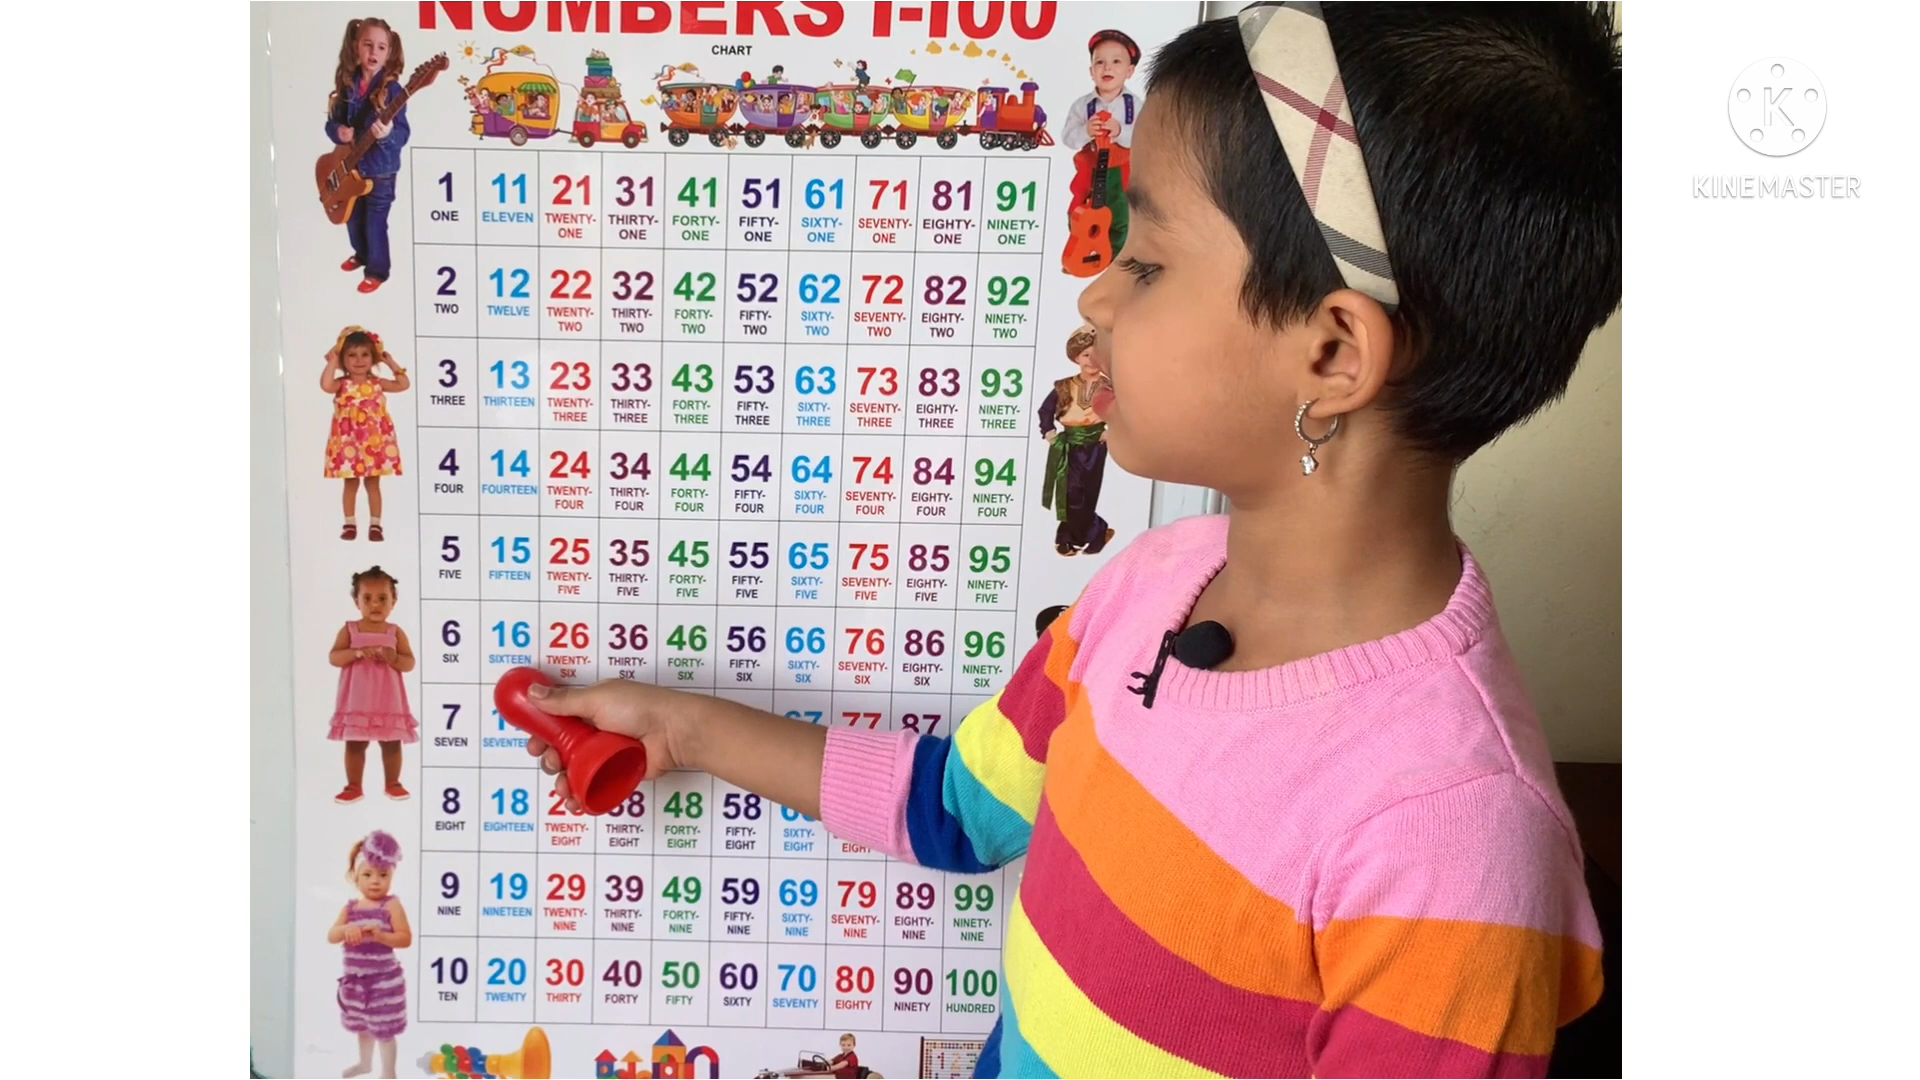 NUMBERS 1-100
CHART
KINEMASTER
1 11 21 31 41 51 61 71 81 91
ONE ELEVEN TWENTY- THIRTY- FORTY- FIFTY- SIXTY- SEVENTY- EIGHTY- NINETY-
ONE ONE ONE ONE ONE ONE ONE ONE
2 12 22 32 42 52 62 72 82 92
TWO TWELVE TWENTY- THIRTY- FORTY- FIFTY- SIXTY- SEVENTY- EIGHTY- NINETY-
TWO TWO TWO TWO TWO TWO TWO TWO
3 13 23 33 43 53 63 73 83 93
THREE THIRTEEN TWENTY- THIRTY- FORTY- FIFTY- SIXTY- SEVENTY- EIGHTY- NINETY-
THREE THREE THREE THREE THREE THREE THREE THREE
4 14 24 34 44 54 64 74 84 94
FOUR FOURTEEN TWENTY- THIRTY- FORTY- FIFTY- SIXTY- SEVENTY- EIGHTY- NINETY-
FOUR FOUR FOUR FOUR FOUR FOUR FOUR FOUR
5 15 25 35 45 55 65 75 85 95
FIVE FIFTEEN TWENTY- THIRTY- FORTY- FIFTY- SIXTY- SEVENTY- EIGHTY- NINETY-
FIVE FIVE FIVE FIVE FIVE FIVE FIVE FIVE
6 16 26 36 46 56 66 76 86 96
SIX SIXTEEN TWENTY- THIRTY- FORTY- FIFTY- SIXTY- SEVENTY- EIGHTY- NINETY-
SIX SIX SIX SIX SIX SIX SIX SIX
7 67 77 87
SEVEN SEVENTEE
8 18 38 48 58
EIGHT EIGHTEEN TWENTY- THIRTY- FORTY- FIFTY- SIXTY-
EIGHT EIGHT EIGHT EIGHT EIGHT EIGHT
9 19 29 39 49 59 69 79 89 99
NINE NINETEEN TWENTY- THIRTY- FORTY- FIFTY- SIXTY- SEVENTY- EIGHTY- NINETY-
NINE NINE NINE NINE NINE NINE NINE NINE
10 20 30 40 50 60 70 80 90 100
TEN TWENTY THIRTY FORTY FIFTY SIXTY SEVENTY EIGHTY NINETY HUNDRED